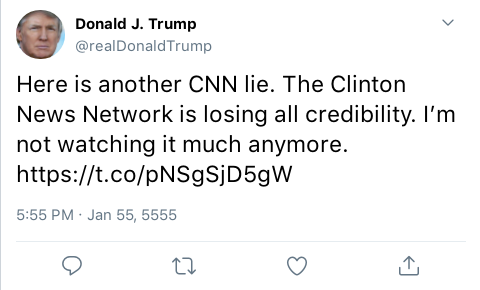 Donald J. Trump
@realDonaldTrump
Here is another CNN lie. The Clinton
News Network is losing all credibility. I’m
not watching it much anymore.
https://t.co/pNSgSjD5gW
5:55 PM · Jan 55, 5555